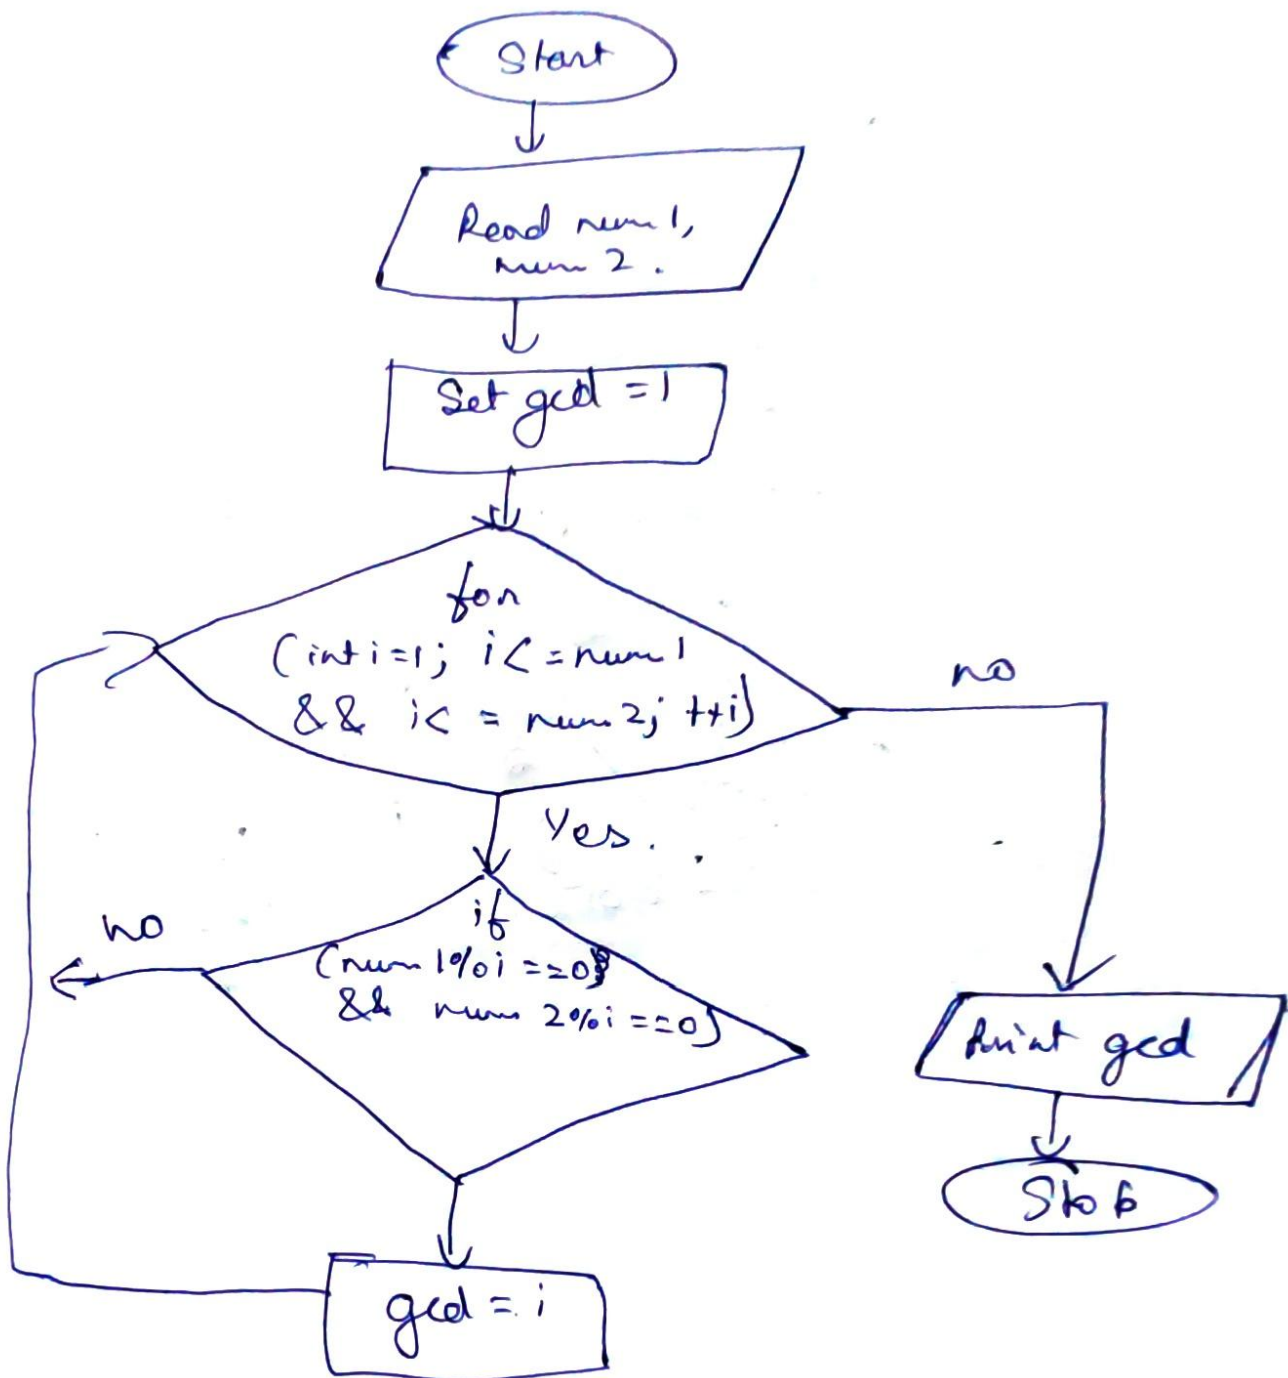 Start
Read num 1,
num 2.
Set gcd = 1
for
(int i=1; i<=num 1
&& i<= num 2; ++i)
no
Yes.
if
no
(num 1%i ==0
&& num 2%i ==0)
Print gcd
Stop
gcd = i